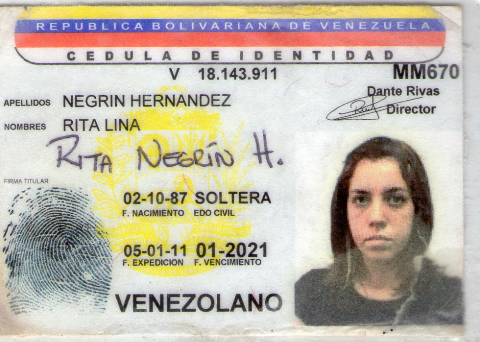 REPUBLICA BOLIVARIANA DE VENEZUELA
CEDULA DE IDENTIDAD
V 18.143.911 MM670
Dante Rivas
Director
APELLIDOS NEGRIN HERNANDEZ
NOMBRES RITA LINA
RITA NEGRÍN H.
FIRMA TITULAR
02-10-87 SOLTERA
F. NACIMIENTO EDO CIVIL
05-01-11 01-2021
F. EXPEDICION F. VENCIMIENTO
VENEZOLANO